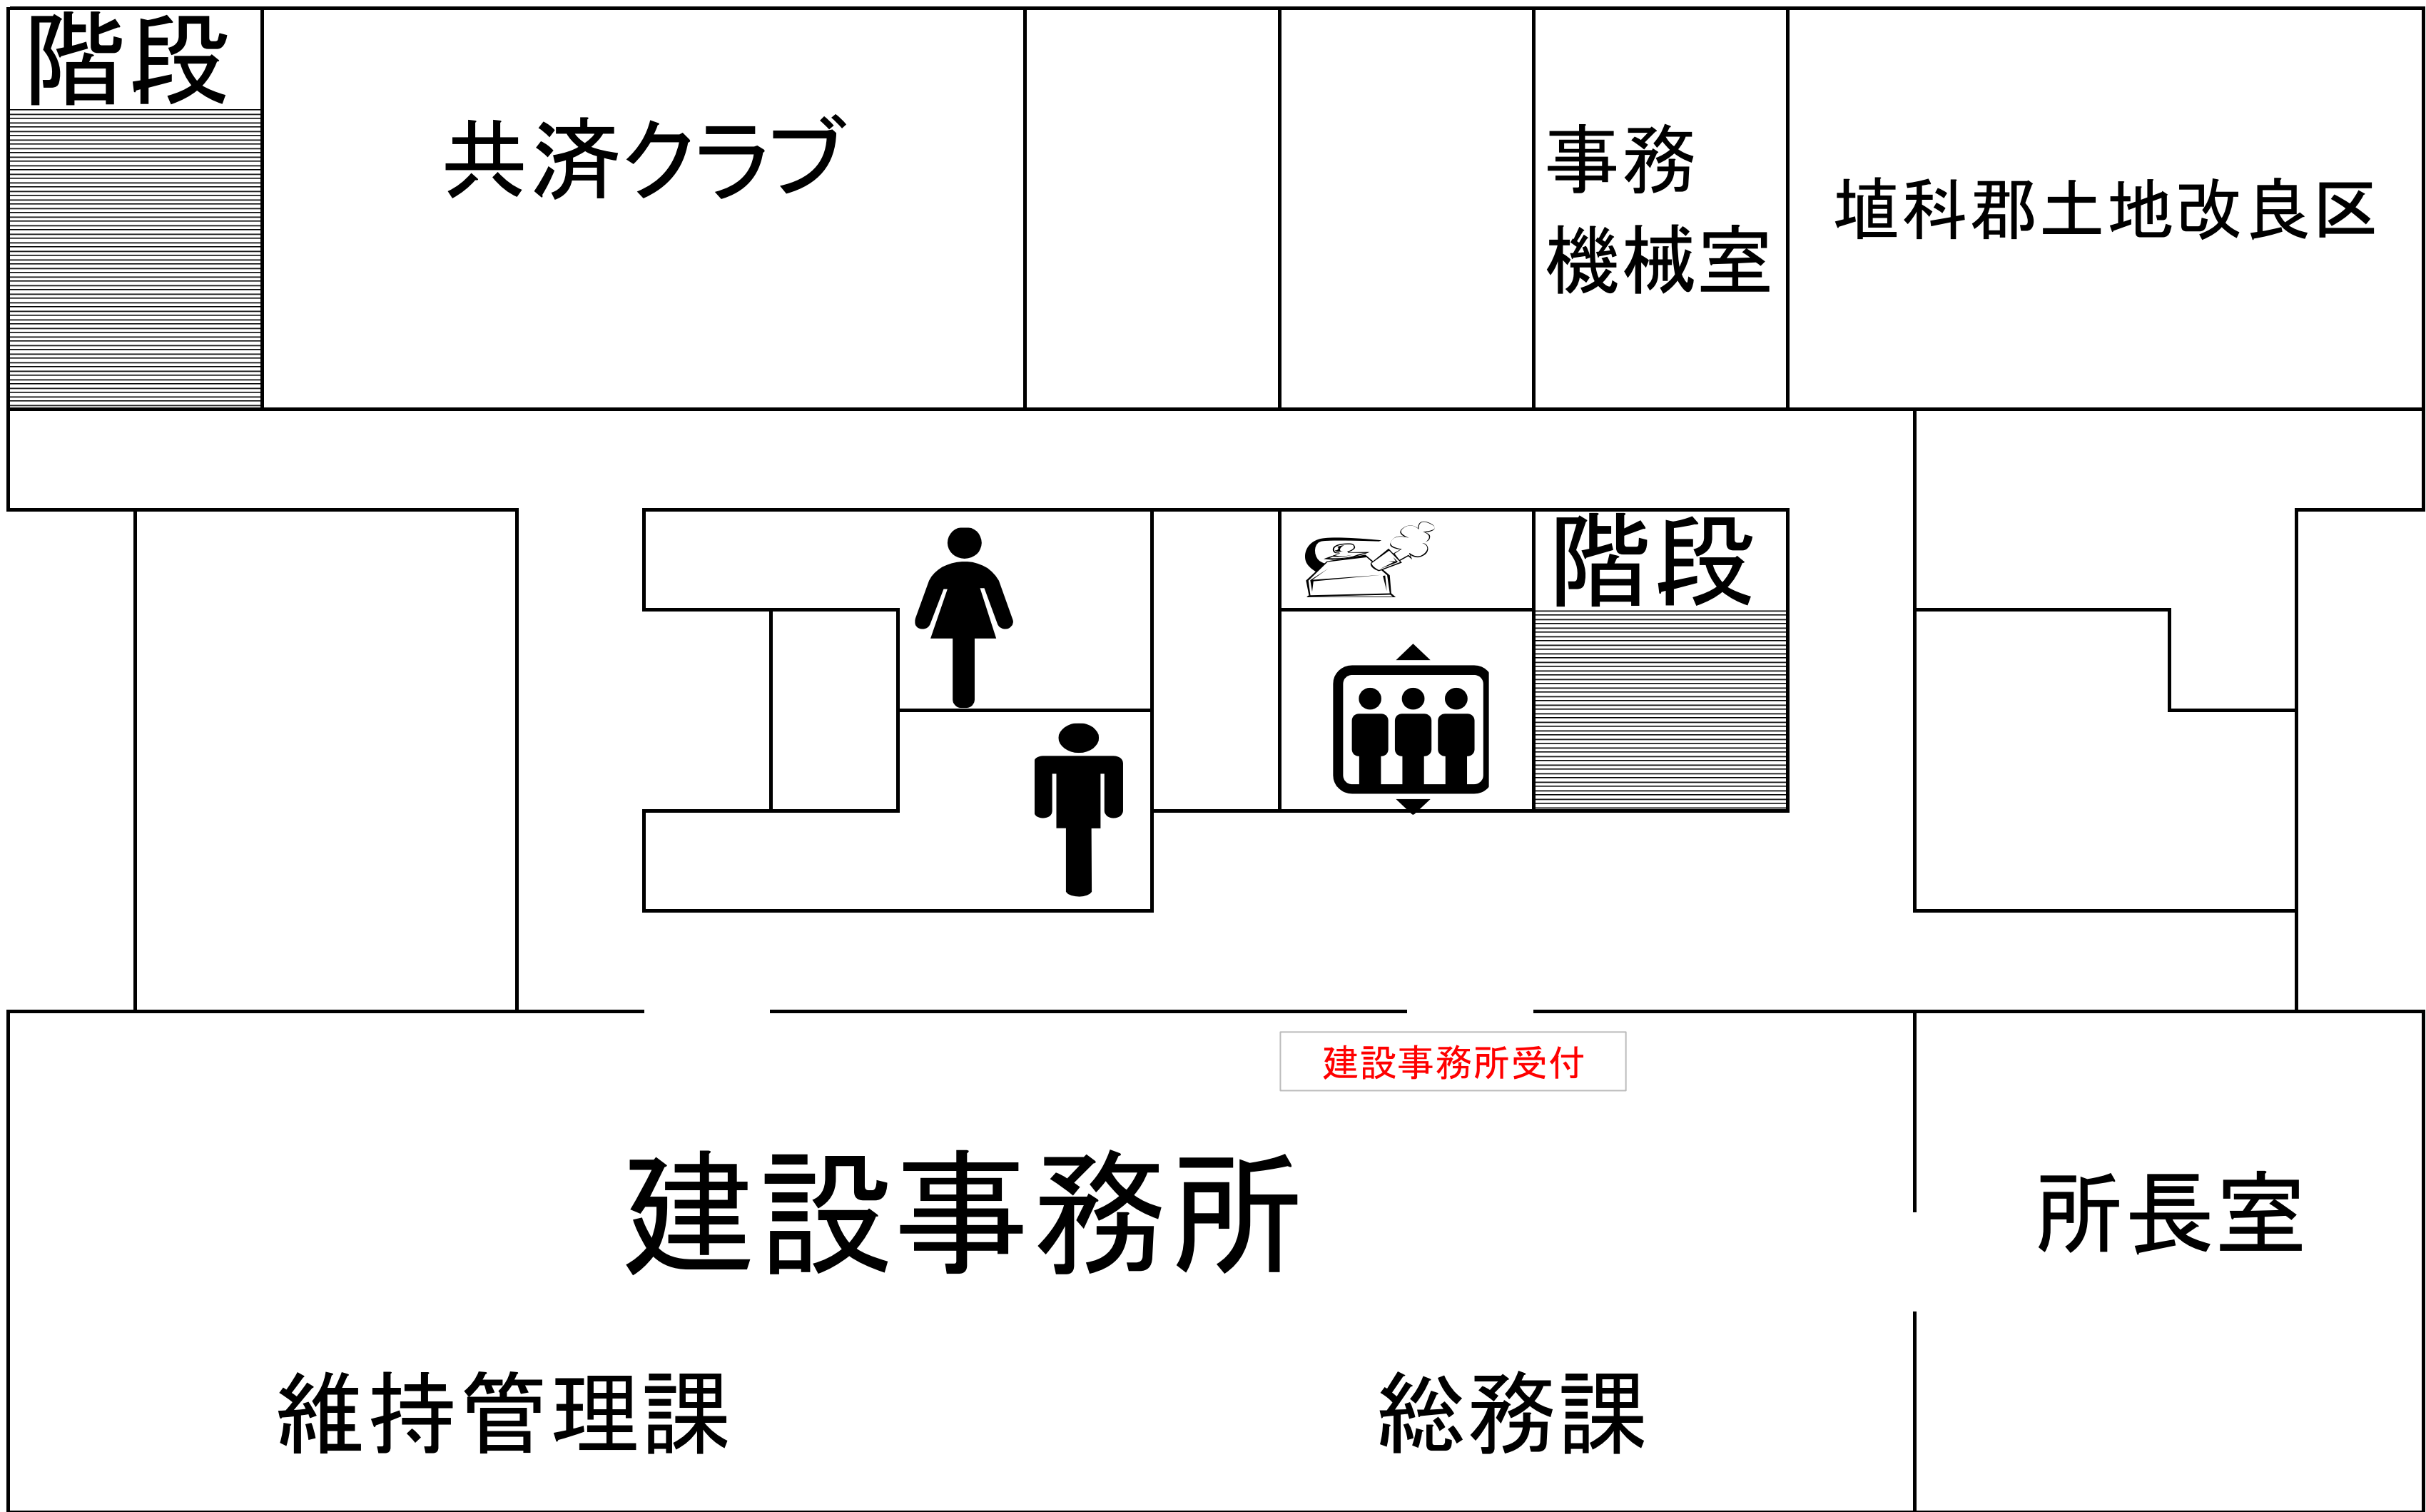 階段
共済クラブ
事務
機械室
埴科郡土地改良区
階段
建設事務所受付
建設事務所
所長室
維持管理課
総務課